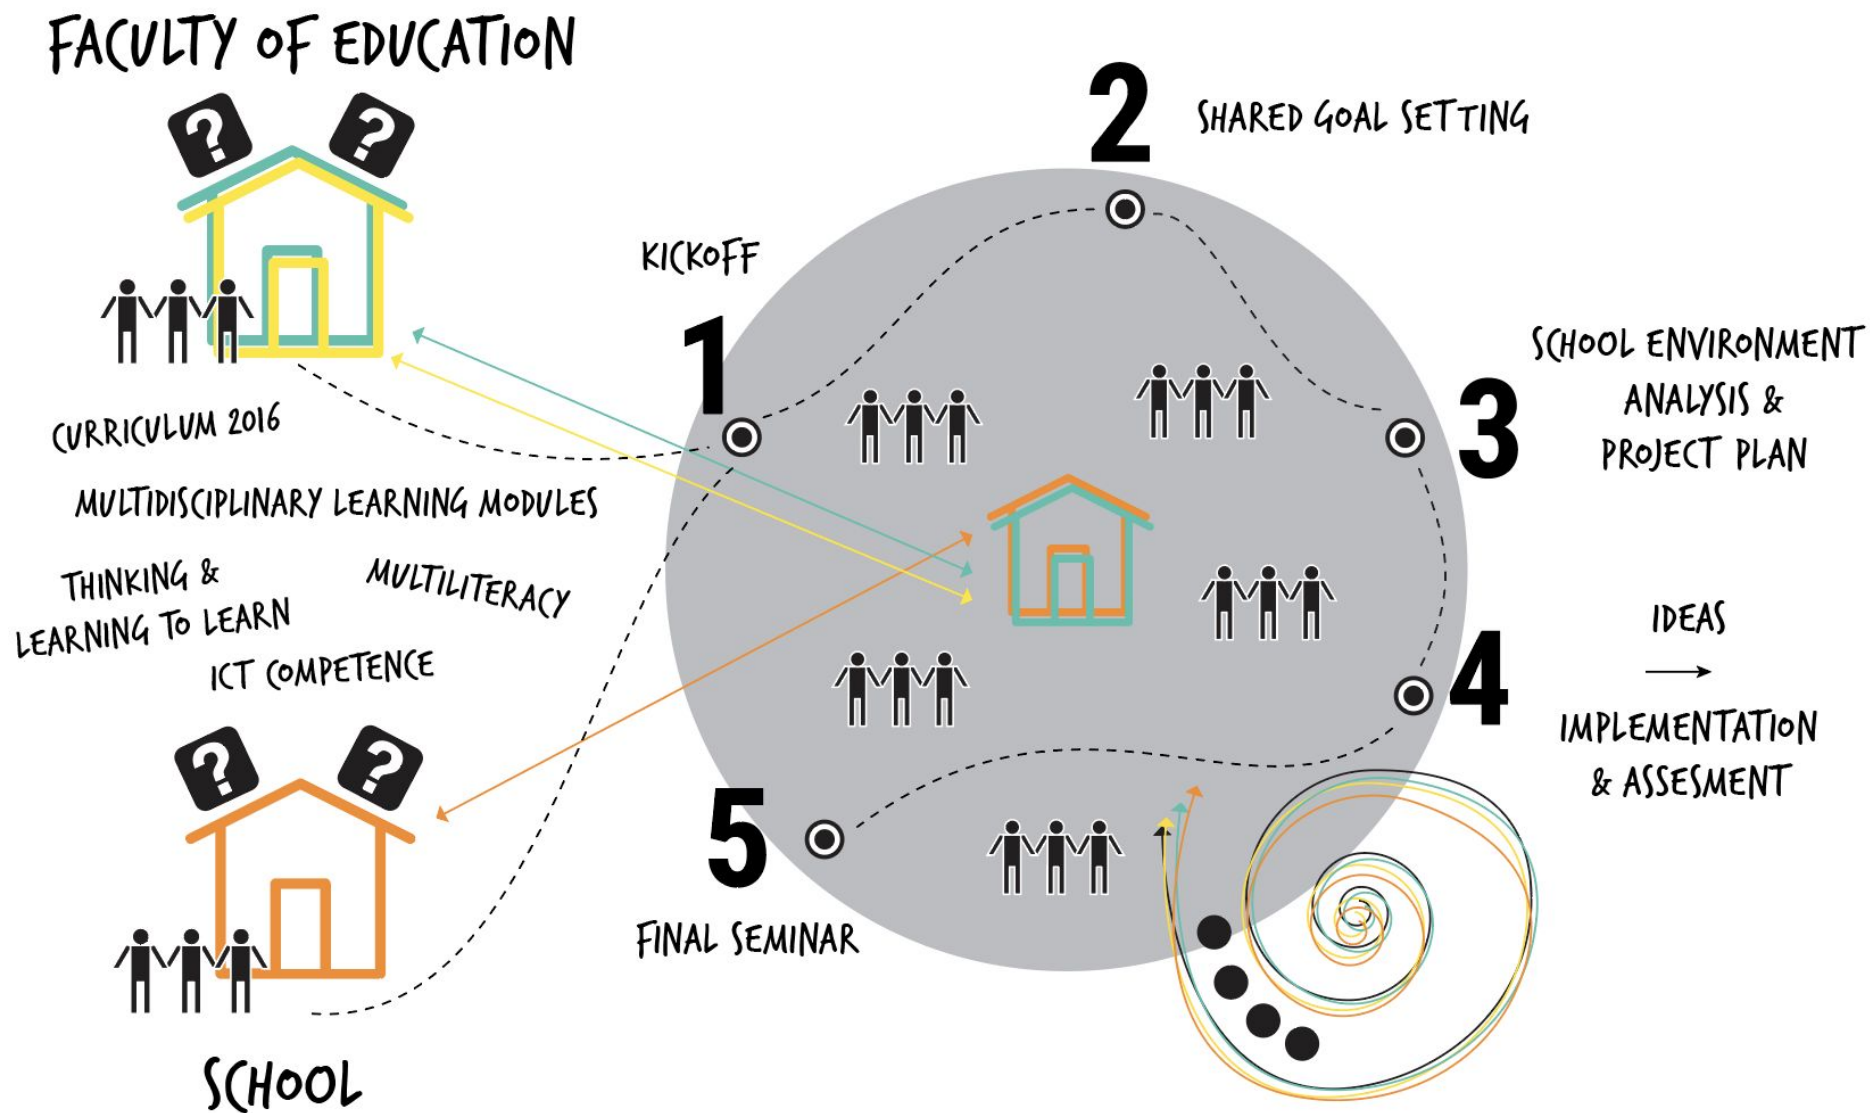 FACULTY OF EDUCATION
?
?
CURRICULUM 2016
MULTIDISCIPLINARY LEARNING MODULES
THINKING &
LEARNING TO LEARN
MULTILITERACY
ICT COMPETENCE
?
?
SCHOOL
KICKOFF
1
2
SHARED GOAL SETTING
3
SCHOOL ENVIRONMENT
ANALYSIS &
PROJECT PLAN
4
IDEAS
→
IMPLEMENTATION
& ASSESMENT
5
FINAL SEMINAR